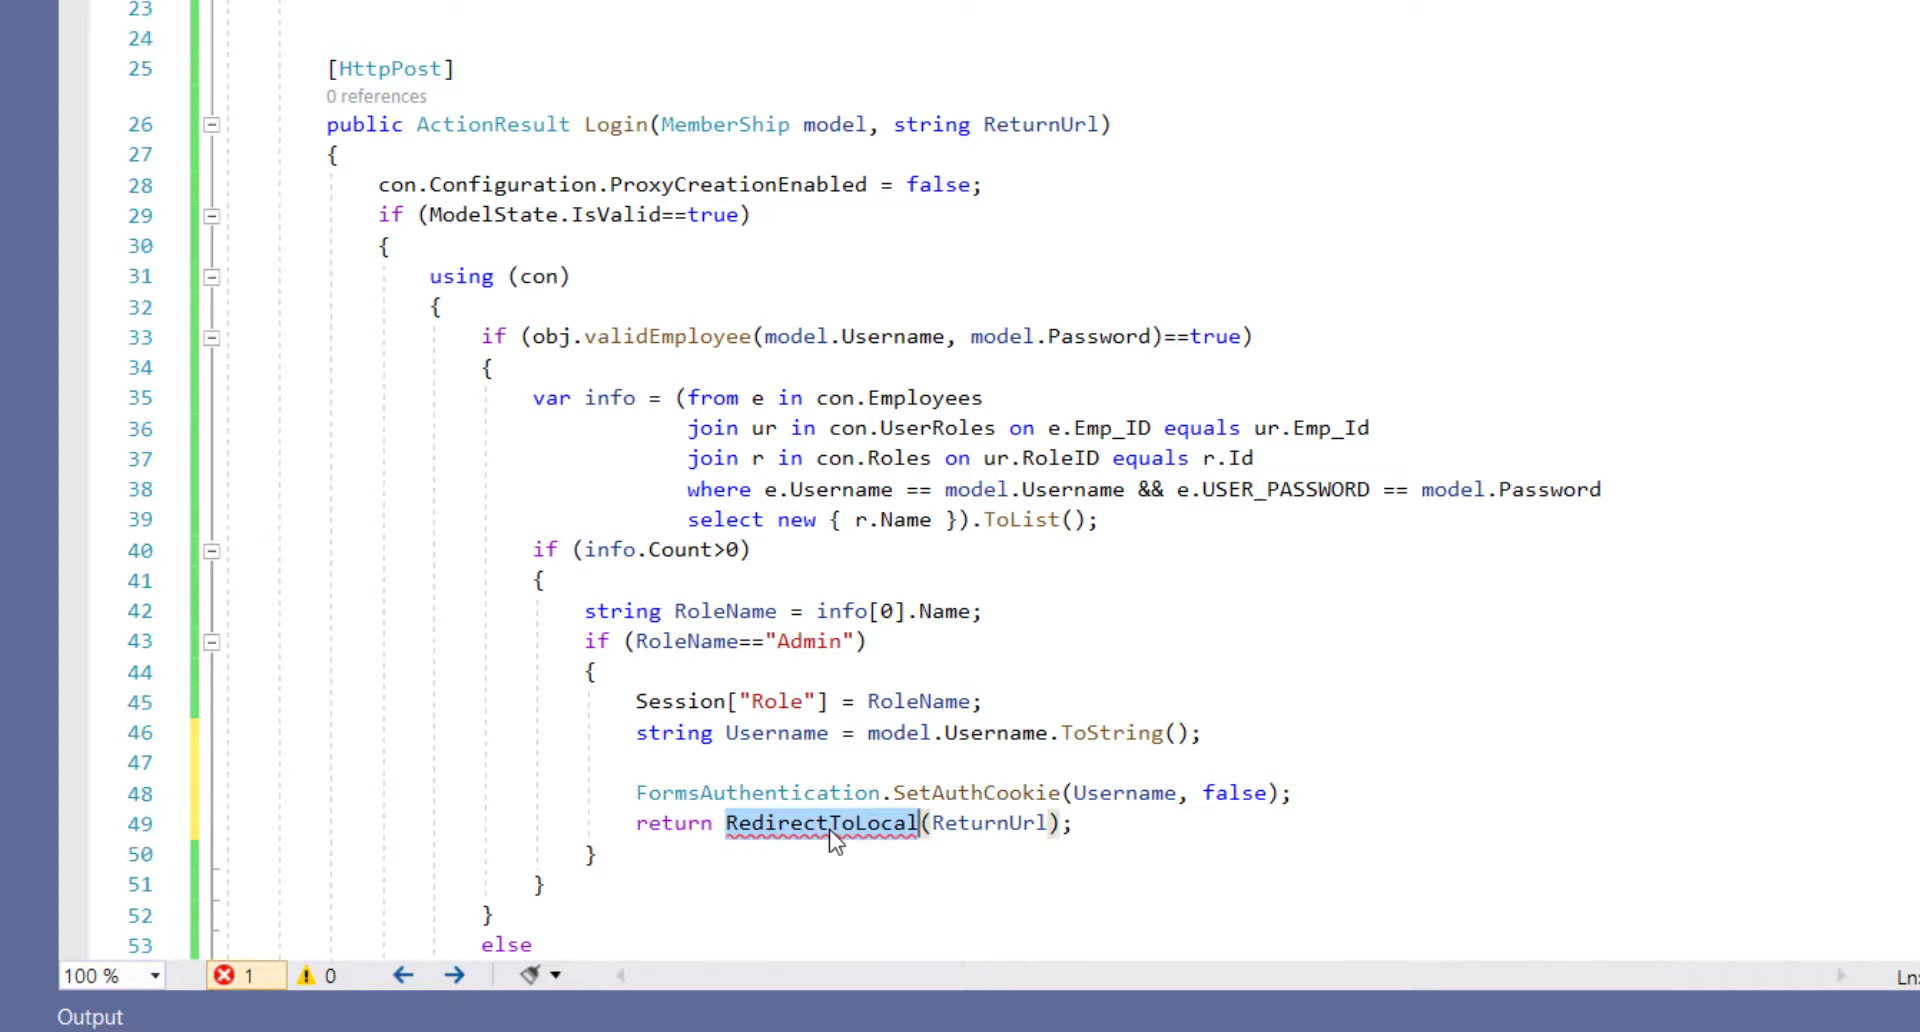 23
24
25 [HttpPost]
0 references
26 public ActionResult Login(MemberShip model, string ReturnUrl)
27 {
28 con.Configuration.ProxyCreationEnabled = false;
29 if (ModelState.IsValid==true)
30 {
31 using (con)
32 {
33 if (obj.validEmployee(model.Username, model.Password)==true)
34 {
35 var info = (from e in con.Employees
36 join ur in con.UserRoles on e.Emp_ID equals ur.Emp_Id
37 join r in con.Roles on ur.RoleID equals r.Id
38 where e.Username == model.Username && e.USER_PASSWORD == model.Password
39 select new { r.Name }).ToList();
40 if (info.Count>0)
41 {
42 string RoleName = info[0].Name;
43 if (RoleName=="Admin")
44 {
45 Session["Role"] = RoleName;
46 string Username = model.Username.ToString();
47
48 FormsAuthentication.SetAuthCookie(Username, false);
49 return RedirectToLocal(ReturnUrl);
50 }
51 }
52 }
53 else
100 % 1 0 Ln:
Output